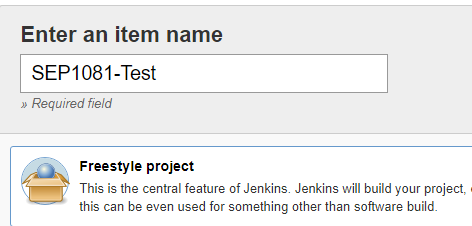 Enter an item name
SEP1081-Test
» Required field
Freestyle project
This is the central feature of Jenkins. Jenkins will build your project,
this can be even used for something other than software build.